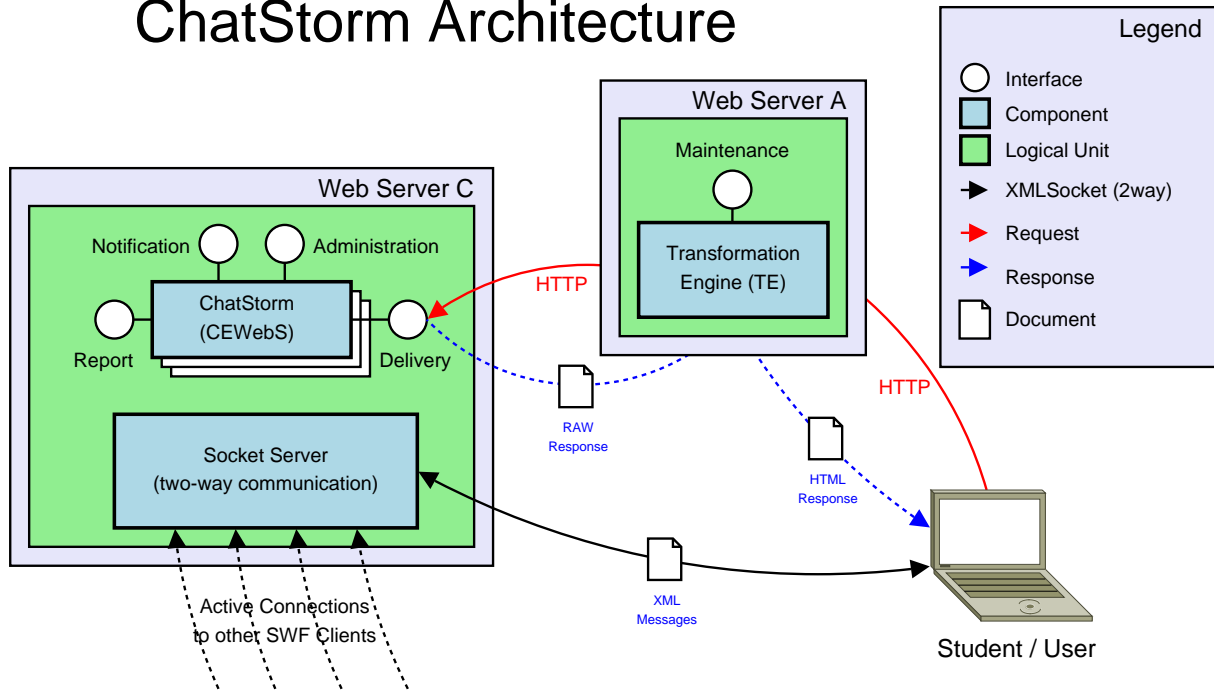 ChatStorm Architecture
Legend
Interface
Component
Logical Unit
XMLSocket (2way)
Request
Response
Document
Web Server A
Maintenance
Transformation
Engine (TE)
Web Server C
Notification
Administration
ChatStorm
(CEWebS)
Report
Delivery
HTTP
HTTP
RAW
Response
HTML
Response
Socket Server
(two-way communication)
XML
Messages
Active Connections
to other SWF Clients
Student / User